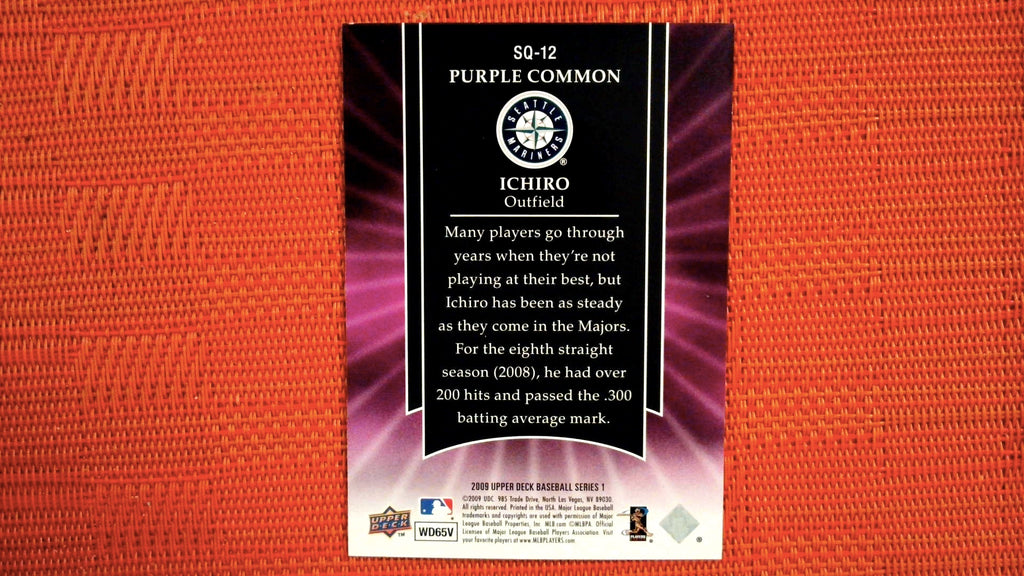 SQ-12
PURPLE COMMON
SEATTLE
MARINERS
®
ICHIRO
Outfield
Many players go through
years when they're not
playing at their best, but
Ichiro has been as steady
as they come in the Majors.
For the eighth straight
season (2008), he had over
200 hits and passed the .300
batting average mark.
2009 UPPER DECK BASEBALL SERIES 1
©2009 UDC. 985 Trade Drive, North Las Vegas, NV 89030.
All rights reserved. Printed in the USA. Major League Baseball
trademarks and copyrights are used with permission of Major
League Baseball Properties, Inc. MLB.com ©MLBPA. Official
Licensee of Major League Baseball Players Association. Visit
your favorite players at www.MLBPLAYERS.com
UPPER
DECK
TM
WD65V
PLAYERS
®
®